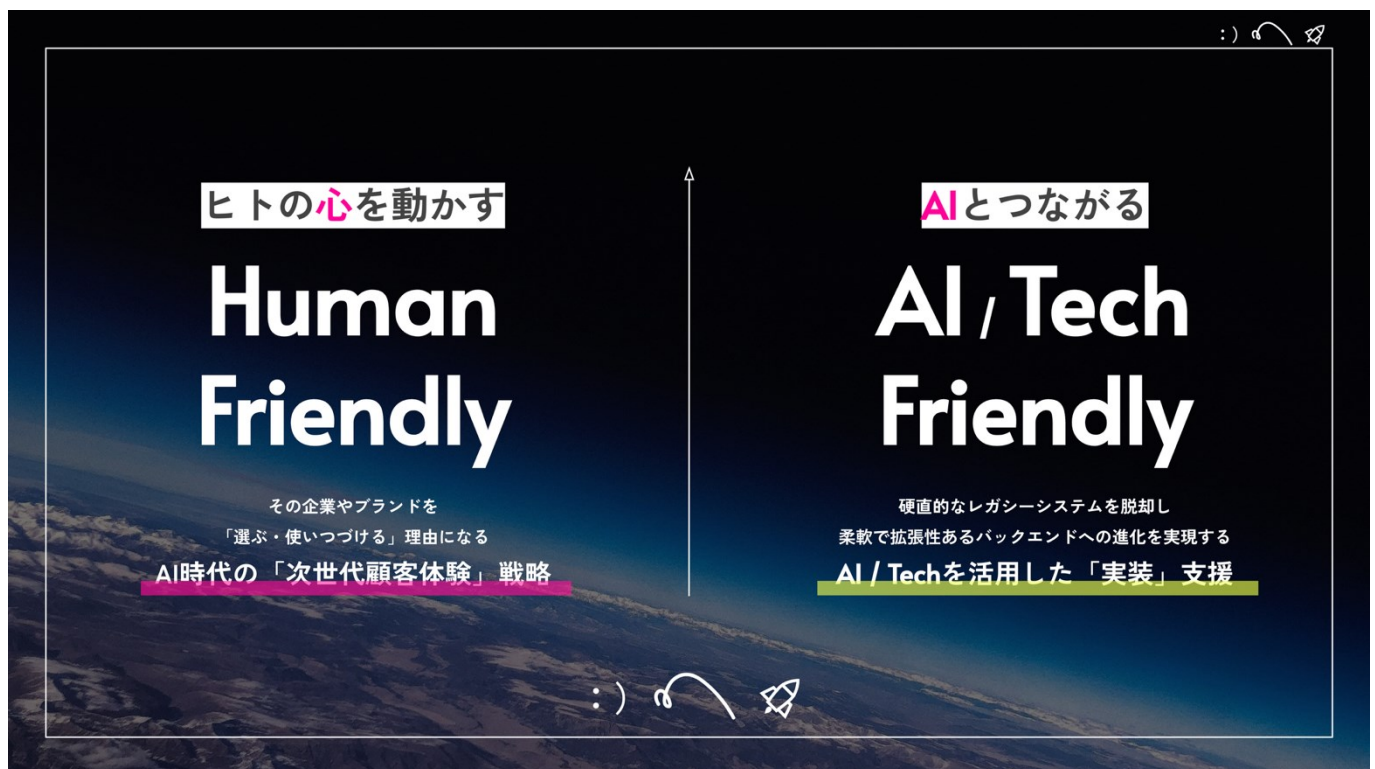 :)
ヒトの心を動かす
Human
Friendly
その企業やブランドを
「選ぶ・使いつづける」理由になる
AI時代の「次世代顧客体験」戦略
AIとつながる
AI / Tech
Friendly
硬直的なレガシーシステムを脱却し
柔軟で拡張性あるバックエンドへの進化を実現する
AI / Techを活用した「実装」支援
:)